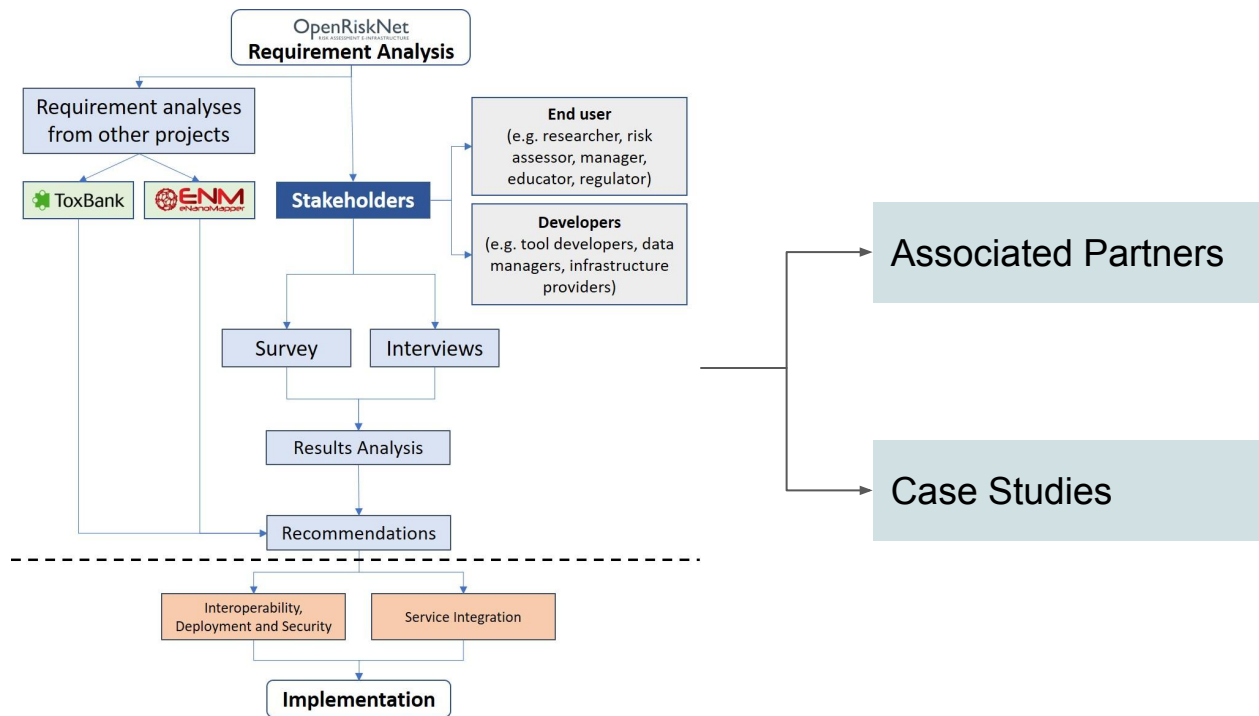 OpenRiskNet
RISK ASSESSMENT E-INFRASTRUCTURE
Requirement Analysis
Requirement analyses
from other projects
ToxBank
ENM
eNanoMapper
Stakeholders
End user
(e.g. researcher, risk
assessor, manager,
educator, regulator)
Developers
(e.g. tool developers, data
managers, infrastructure
providers)
Survey
Interviews
Results Analysis
Recommendations
Interoperability,
Deployment and Security
Service Integration
Implementation
Associated Partners
Case Studies